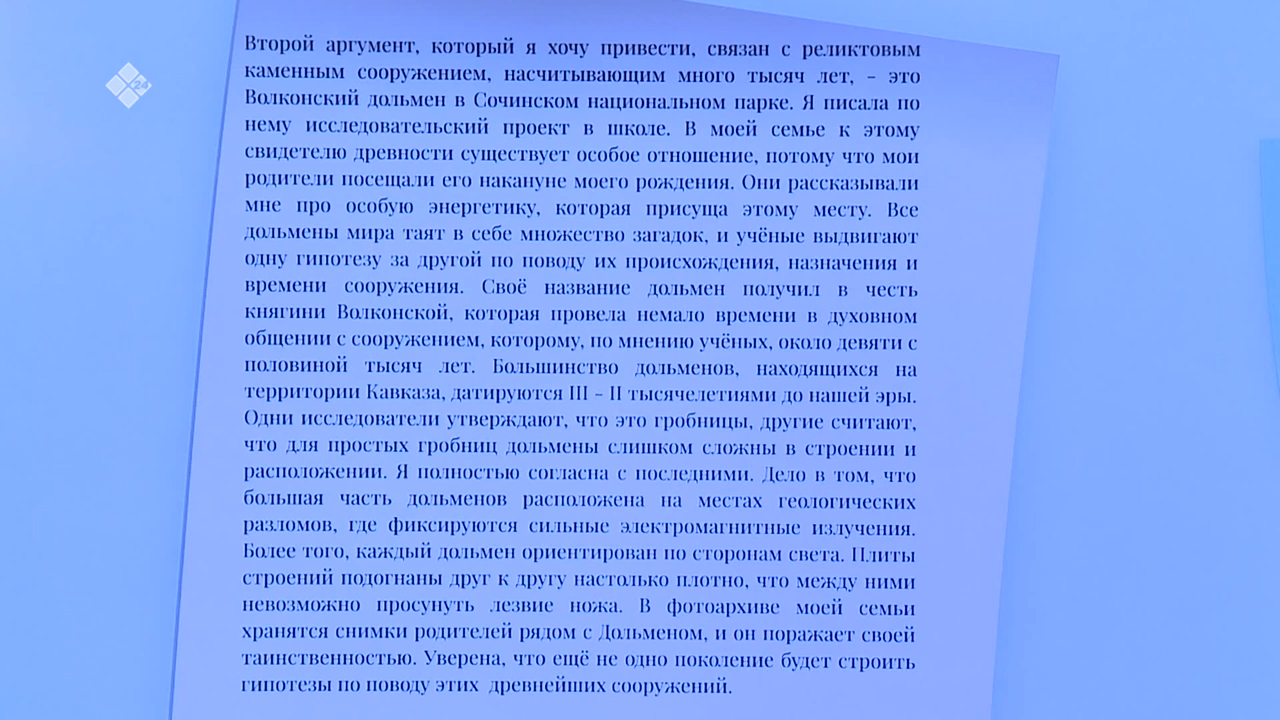 Х24
Второй аргумент, который я хочу привести, связан с реликтовым
каменным сооружением, насчитывающим много тысяч лет, – это
Волконский дольмен в Сочинском национальном парке. Я писала по
нему исследовательский проект в школе. В моей семье к этому
свидетелю древности существует особое отношение, потому что мои
родители посещали его накануне моего рождения. Они рассказывали
мне про особую энергетику, которая присуща этому месту. Все
дольмены мира таят в себе множество загадок, и учёные выдвигают
одну гипотезу за другой по поводу их происхождения, назначения и
времени сооружения. Своё название дольмен получил в честь
княгини Волконской, которая провела немало времени в духовном
общении с сооружением, которому, по мнению учёных, около девяти с
половиной тысяч лет. Большинство дольменов, находящихся на
территории Кавказа, датируются III – II тысячелетиями до нашей эры.
Одни исследователи утверждают, что это гробницы, другие считают,
что для простых гробниц дольмены слишком сложны в строении и
расположении. Я полностью согласна с последними. Дело в том, что
большая часть дольменов расположена на местах геологических
разломов, где фиксируются сильные электромагнитные излучения.
Более того, каждый дольмен ориентирован по сторонам света. Плиты
строений подогнаны друг к другу настолько плотно, что между ними
невозможно просунуть лезвие ножа. В фотоархиве моей семьи
хранятся снимки родителей рядом с Дольменом, и он поражает своей
таинственностью. Уверена, что ещё не одно поколение будет строить
гипотезы по поводу этих древнейших сооружений.